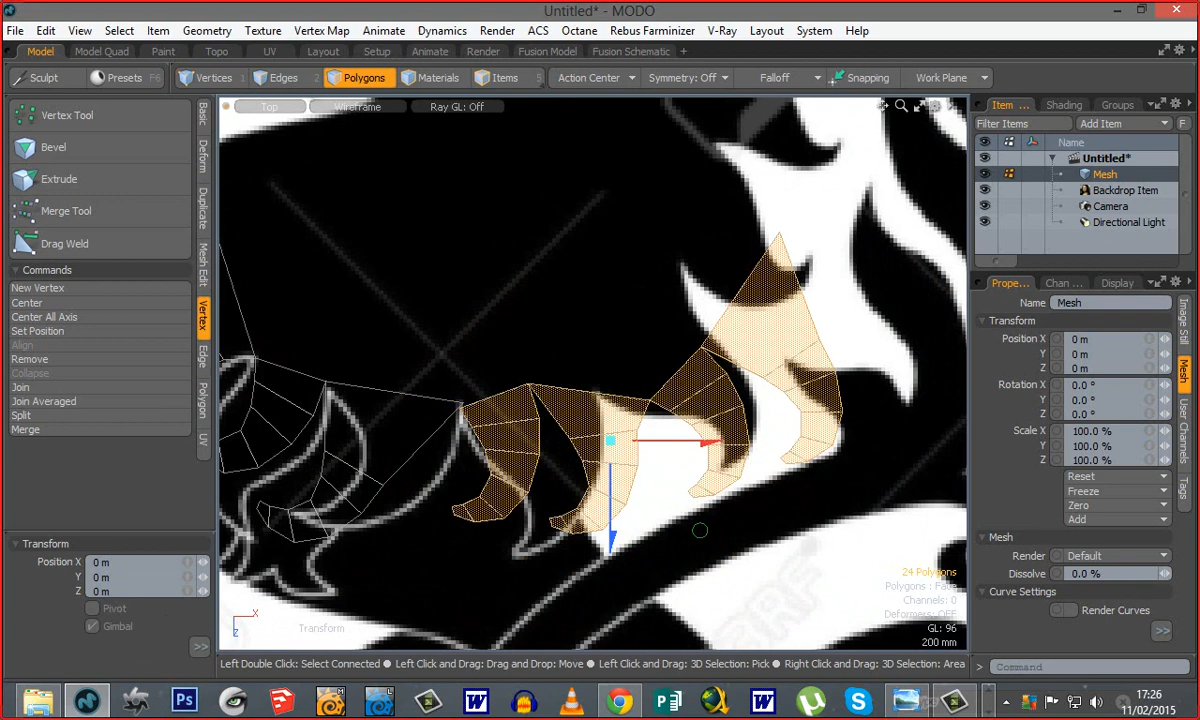 Untitled* - MODO
File Edit View Select Item Geometry Texture Vertex Map Animate Dynamics Render ACS Octane Rebus Farminizer V-Ray Layout System Help
Model Model Quad Paint Topo UV Layout Setup Animate Render Fusion Model Fusion Schematic +
Sculpt Presets F6 Vertices 1 Edges 2 Polygons Materials Items 5 Action Center Symmetry: Off Falloff Snapping Work Plane
Top Wireframe Ray GL: Off
Vertex Tool
Bevel
Extrude
Merge Tool
Drag Weld
Commands
New Vertex
Center
Center All Axis
Set Position
Align
Remove
Collapse
Join
Join Averaged
Split
Merge
Basic
Deform
Duplicate
Mesh Edit
Vertex
Edge
Polygon
UV
Transform
Position X 0 m
Y 0 m
Z 0 m
Pivot
Gimbal
>>
X
Z
Transform
24 Polygons
Polygons : Face
Channels: 0
Deformers: OFF
GL: 96
200 mm
Item ... Shading Groups
Filter Items Add Item F
Name
Untitled*
Mesh
Backdrop Item
Camera
Directional Light
Prope... Chan ... Display
Name Mesh
Transform
Position X 0 m
Y 0 m
Z 0 m
Rotation X 0.0 °
Y 0.0 °
Z 0.0 °
Scale X 100.0 %
Y 100.0 %
Z 100.0 %
Reset
Freeze
Zero
Add
Mesh
Render Default
Dissolve 0.0 %
Curve Settings
Render Curves
>>
Image Still
Mesh
User Channels
Tags
Left Double Click: Select Connected ● Left Click and Drag: Drag and Drop: Move ● Left Click and Drag: 3D Selection: Pick ● Right Click and Drag: 3D Selection: Area
> Command
17:26
11/02/2015